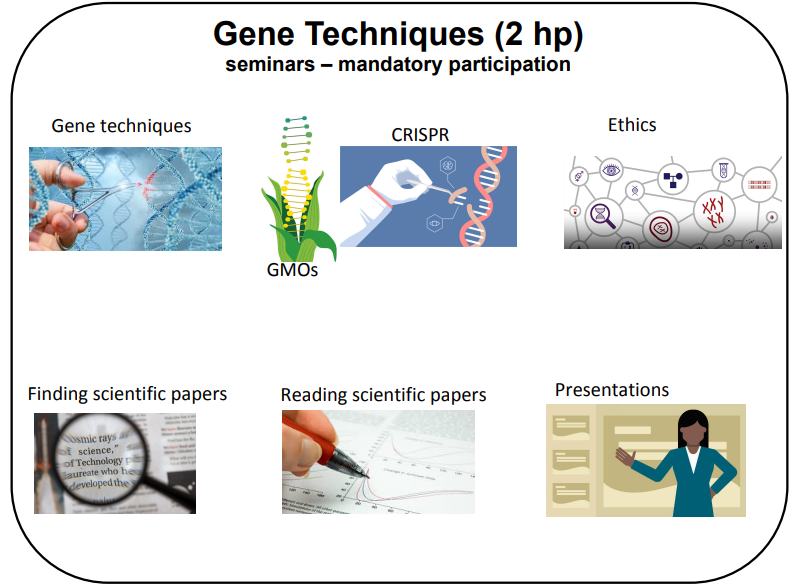 Gene Techniques (2 hp)
seminars – mandatory participation
Gene techniques
CRISPR
Ethics
GMOs
Finding scientific papers
Reading scientific papers
Presentations
osmic rays a
science,"
of Technology p
aureate who he
developed the s